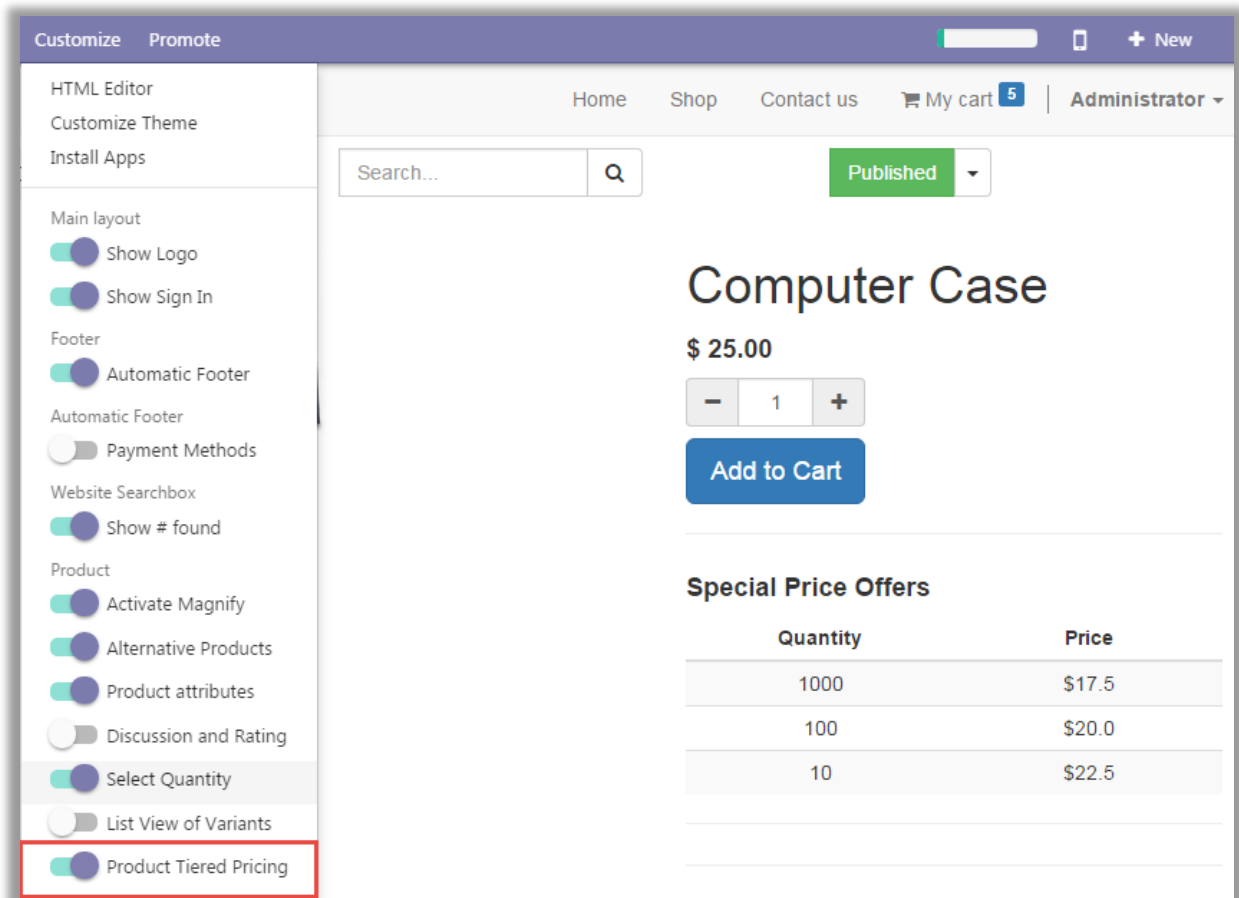 Customize Promote + New
HTML Editor
Customize Theme
Install Apps
Home Shop Contact us My cart 5 Administrator
Search... Published
Main layout
Show Logo
Show Sign In
Footer
Automatic Footer
Automatic Footer
Payment Methods
Website Searchbox
Show # found
Product
Activate Magnify
Alternative Products
Product attributes
Discussion and Rating
Select Quantity
List View of Variants
Product Tiered Pricing
Computer Case
$ 25.00
- 1 +
Add to Cart
Special Price Offers
Quantity Price
1000 $17.5
100 $20.0
10 $22.5